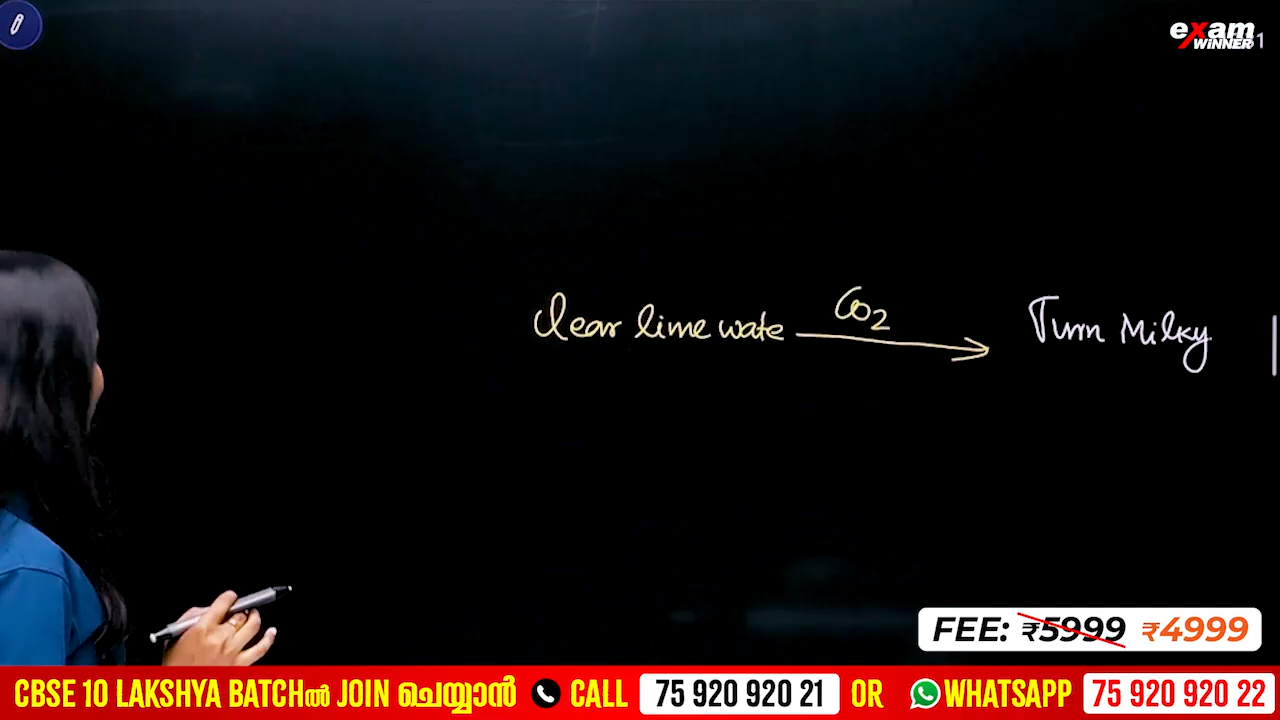 exam
WiNNER
Clear lime wate CO2 Turn Milky
FEE: ₹5999 ₹4999
CBSE 10 LAKSHYA BATCHൽ JOIN ചെയ്യാൻ CALL 75 920 920 21 OR WHATSAPP 75 920 920 22